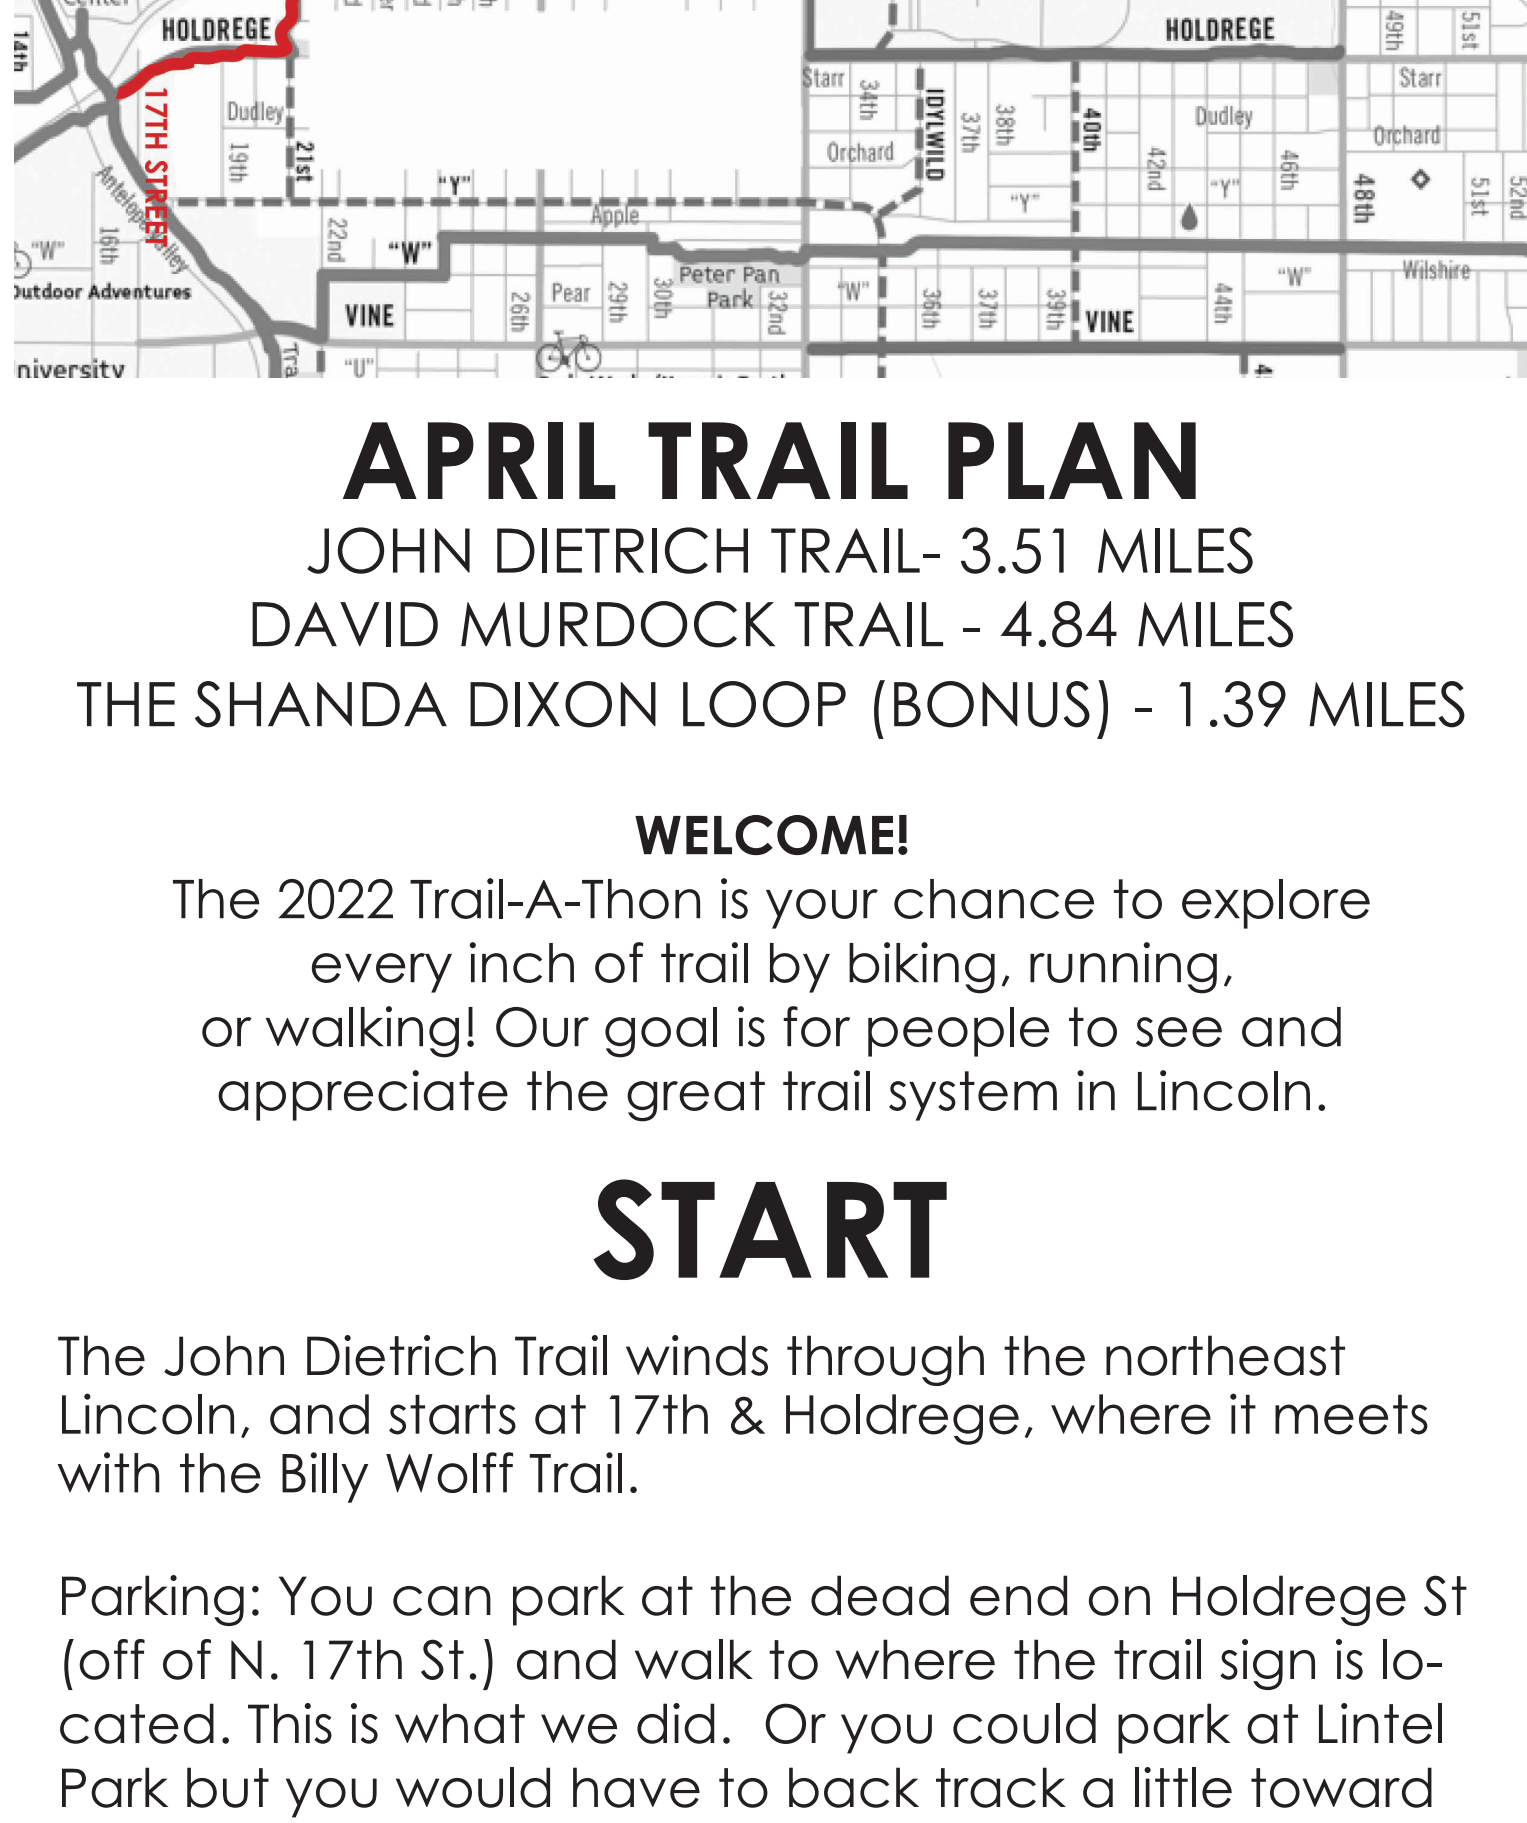 Center
HOLDREGE
HOLDREGE
14th
49th
51st
Starr
34th
IDYLWILD
37th
38th
40th
Dudley
Starr
17TH STREET
Dudley
19th
21st
Orchard
42nd
46th
Orchard
Antelope Valley
"Y"
"Y"
"Y"
48th
51st
52nd
Apple
"W"
16th
22nd
"W"
Outdoor Adventures
VINE
26th
Pear
29th
30th
Peter Pan
Park
32nd
"W"
36th
37th
39th
VINE
44th
"W"
Wilshire
niversity
Tra
"U"
APRIL TRAIL PLAN
JOHN DIETRICH TRAIL- 3.51 MILES
DAVID MURDOCK TRAIL - 4.84 MILES
THE SHANDA DIXON LOOP (BONUS) - 1.39 MILES
WELCOME!
The 2022 Trail-A-Thon is your chance to explore
every inch of trail by biking, running,
or walking! Our goal is for people to see and
appreciate the great trail system in Lincoln.
START
The John Dietrich Trail winds through the northeast
Lincoln, and starts at 17th & Holdrege, where it meets
with the Billy Wolff Trail.
Parking: You can park at the dead end on Holdrege St
(off of N. 17th St.) and walk to where the trail sign is lo-
cated. This is what we did.  Or you could park at Lintel
Park but you would have to back track a little toward